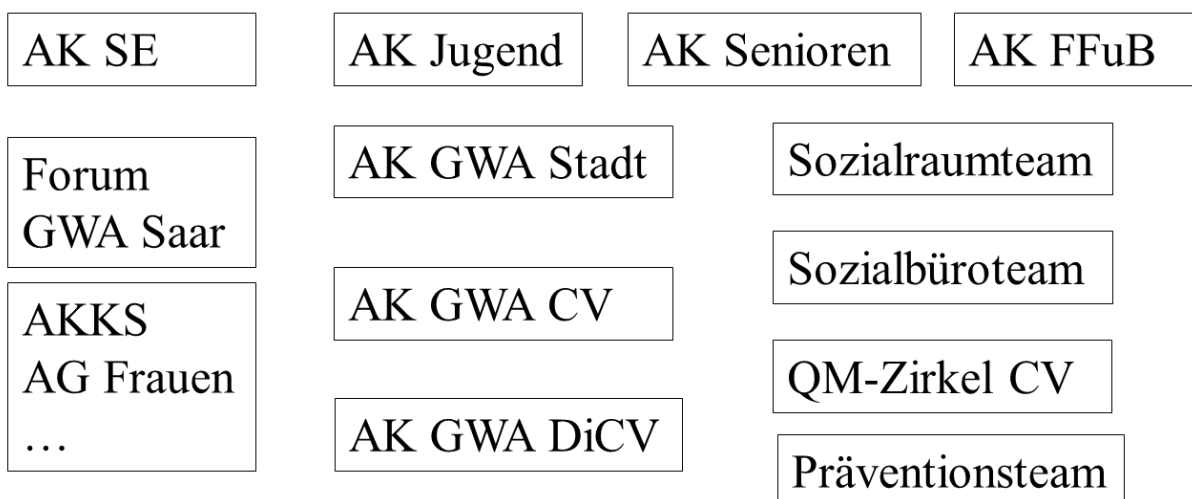 AK SE
AK Jugend
AK Senioren
AK FFuB
Forum
GWA Saar
AKKS
AG Frauen
…
AK GWA Stadt
AK GWA CV
AK GWA DiCV
Sozialraumteam
Sozialbüroteam
QM-Zirkel CV
Präventionsteam